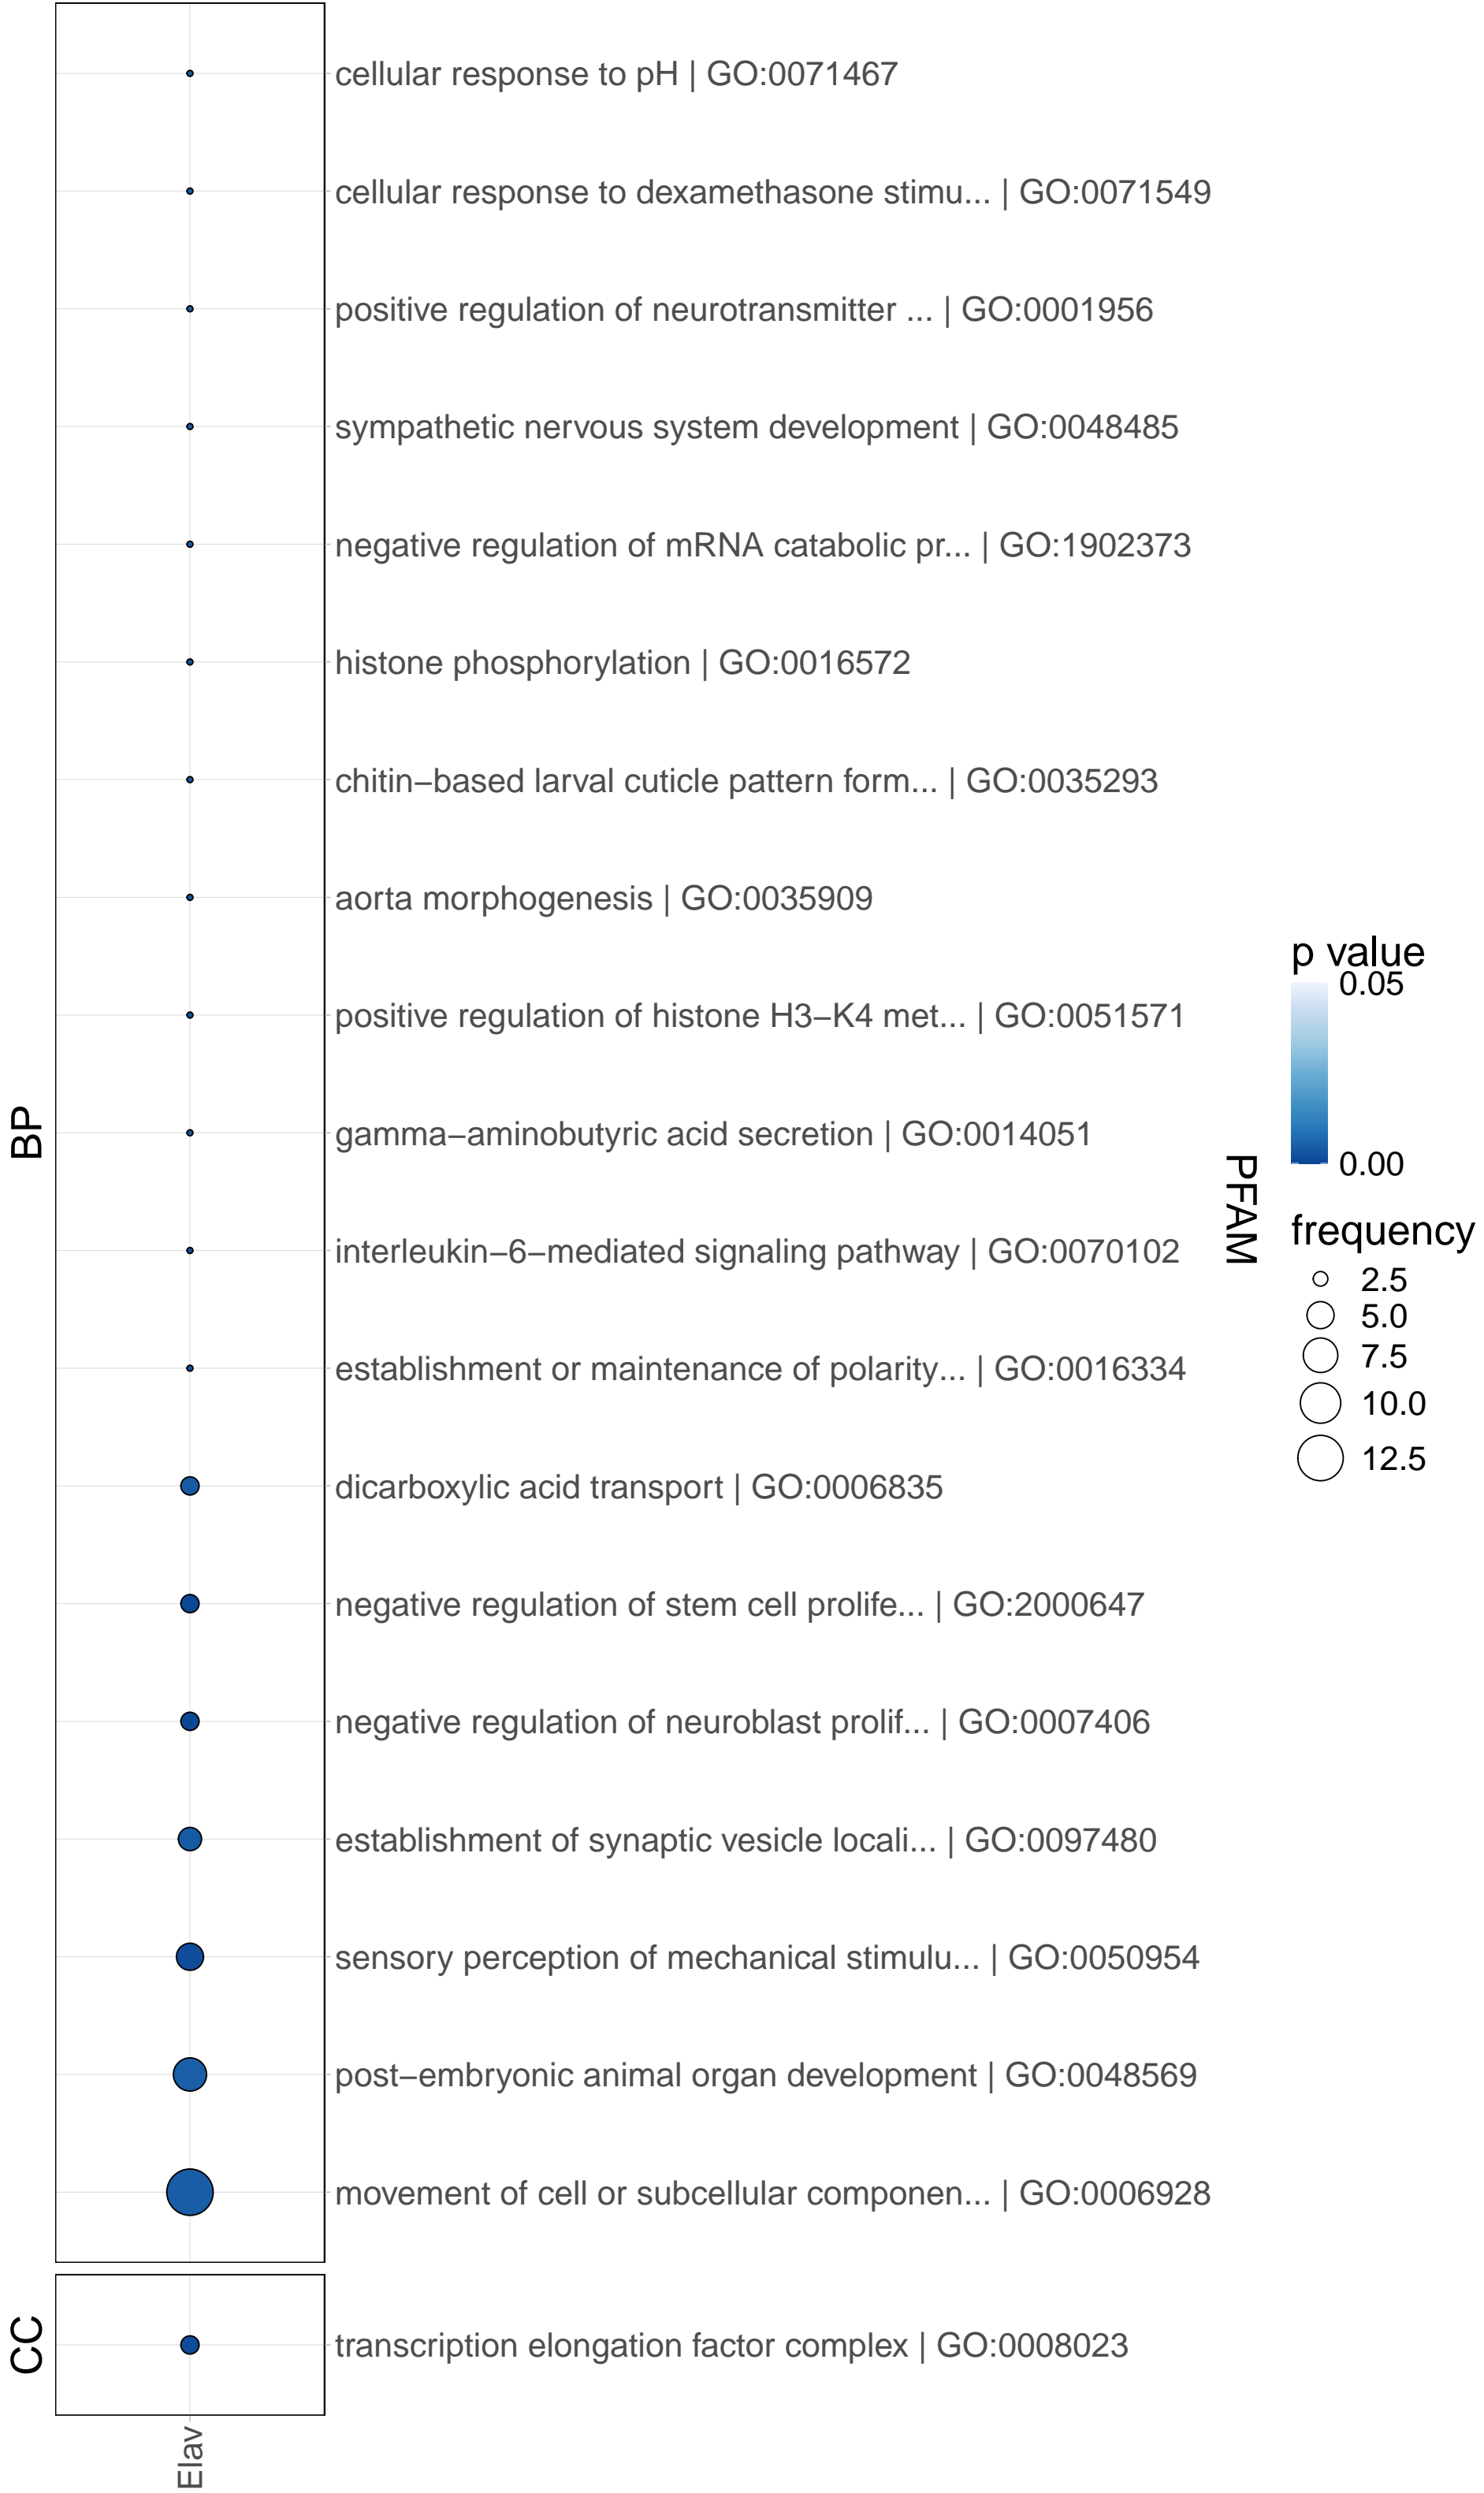 cellular response to pH | GO:0071467
cellular response to dexamethasone stimu... | GO:0071549
positive regulation of neurotransmitter ... | GO:0001956
sympathetic nervous system development | GO:0048485
negative regulation of mRNA catabolic pr... | GO:1902373
histone phosphorylation | GO:0016572
chitin−based larval cuticle pattern form... | GO:0035293
aorta morphogenesis | GO:0035909
positive regulation of histone H3−K4 met... | GO:0051571
gamma−aminobutyric acid secretion | GO:0014051
interleukin−6−mediated signaling pathway | GO:0070102
establishment or maintenance of polarity... | GO:0016334
dicarboxylic acid transport | GO:0006835
negative regulation of stem cell prolife... | GO:2000647
negative regulation of neuroblast prolif... | GO:0007406
establishment of synaptic vesicle locali... | GO:0097480
sensory perception of mechanical stimulu... | GO:0050954
post−embryonic animal organ development | GO:0048569
movement of cell or subcellular componen... | GO:0006928
transcription elongation factor complex | GO:0008023
BP
CC
Elav
PFAM
p value
0.05
0.00
frequency
2.5
5.0
7.5
10.0
12.5